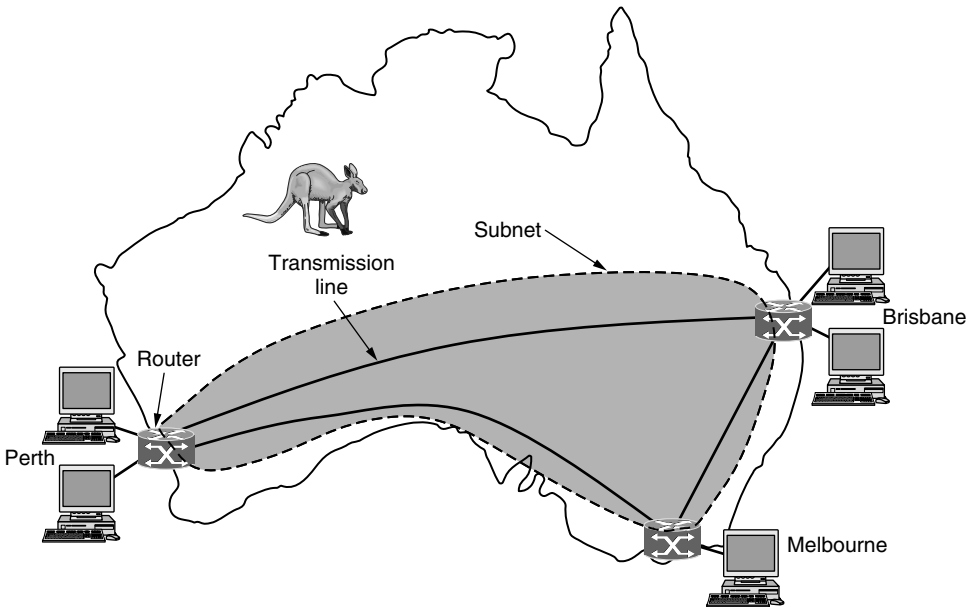 Subnet
Transmission
line
Brisbane
Router
Perth
Melbourne